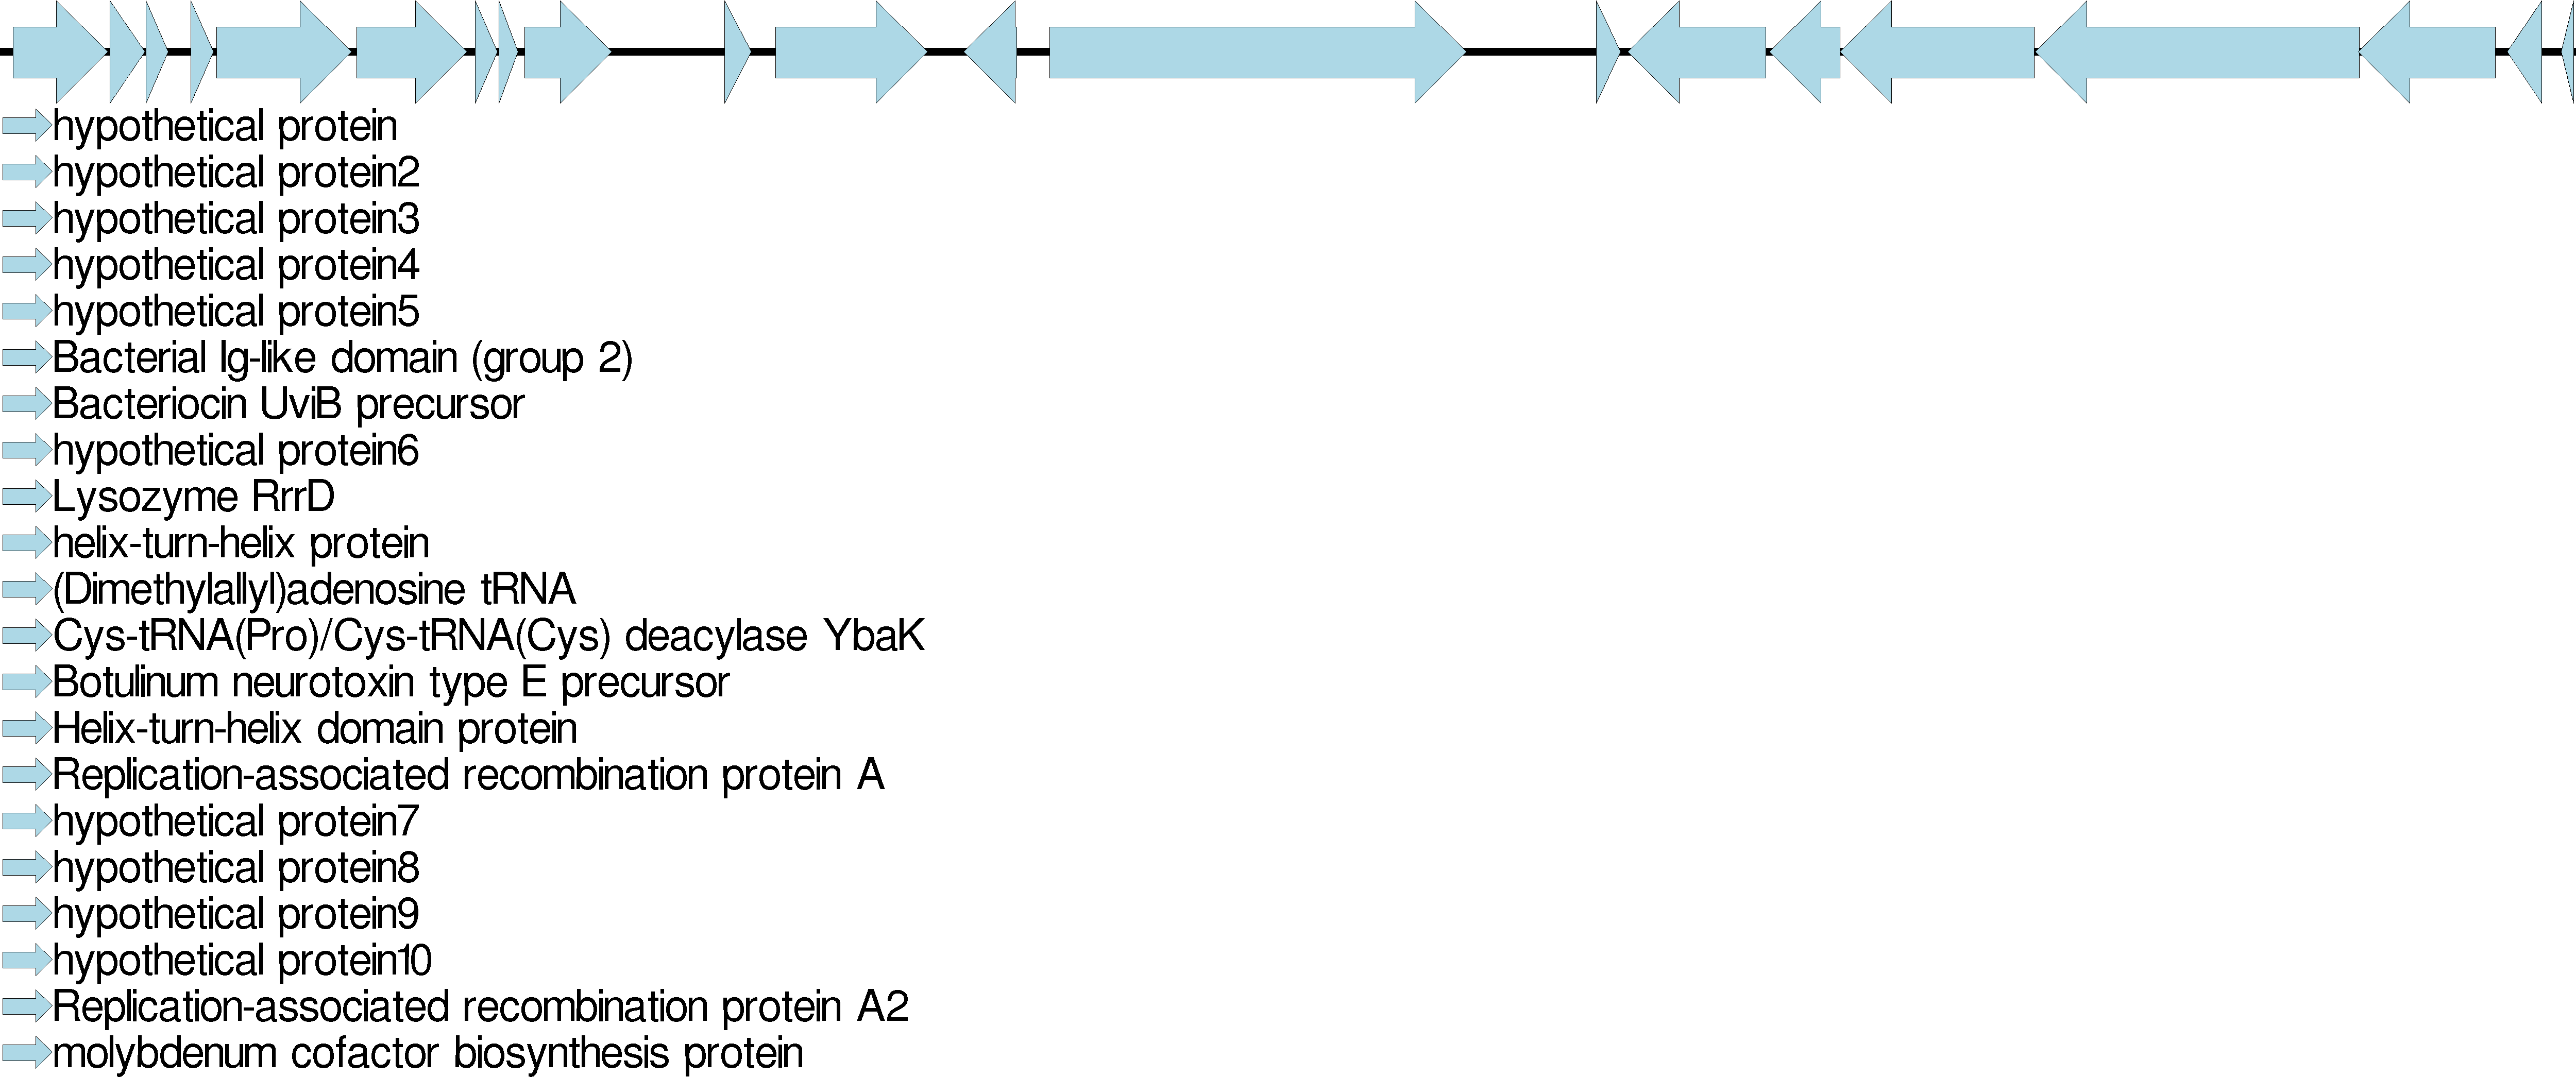 hypothetical protein
hypothetical protein2
hypothetical protein3
hypothetical protein4
hypothetical protein5
Bacterial Ig-like domain (group 2)
Bacteriocin UviB precursor
hypothetical protein6
Lysozyme RrrD
helix-turn-helix protein
(Dimethylallyl)adenosine tRNA
Cys-tRNA(Pro)/Cys-tRNA(Cys) deacylase YbaK
Botulinum neurotoxin type E precursor
Helix-turn-helix domain protein
Replication-associated recombination protein A
hypothetical protein7
hypothetical protein8
hypothetical protein9
hypothetical protein10
Replication-associated recombination protein A2
molybdenum cofactor biosynthesis protein